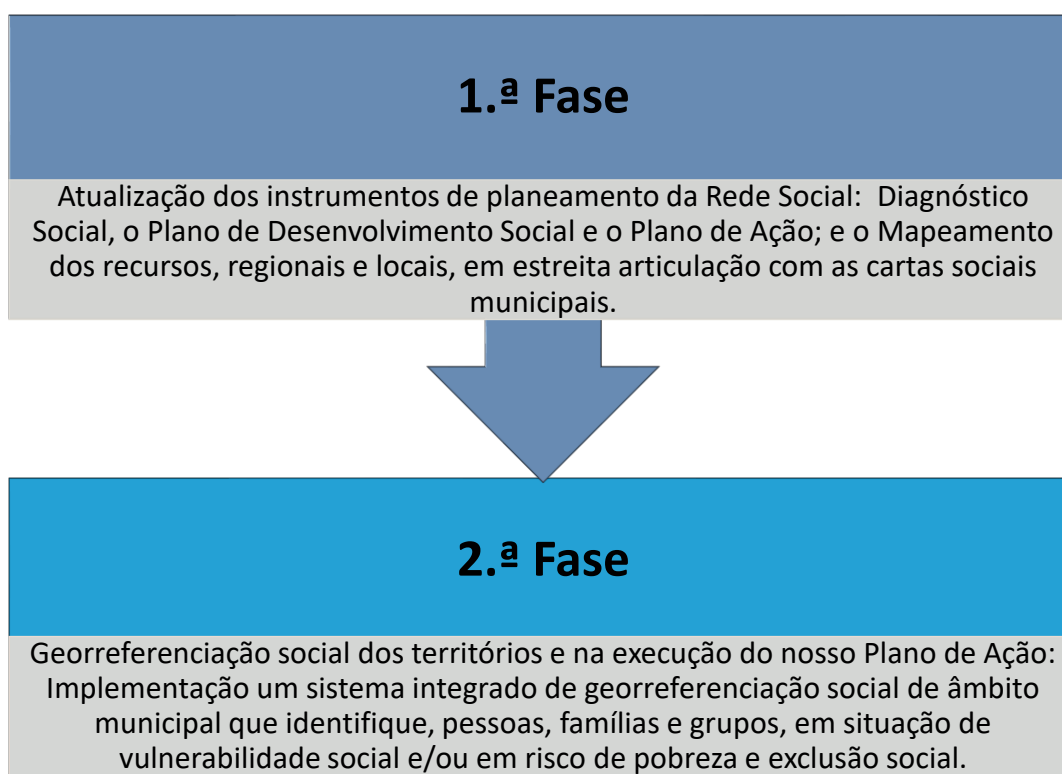 1.ª Fase
Atualização dos instrumentos de planeamento da Rede Social:  Diagnóstico
Social, o Plano de Desenvolvimento Social e o Plano de Ação; e o Mapeamento
dos recursos, regionais e locais, em estreita articulação com as cartas sociais
municipais.
2.ª Fase
Georreferenciação social dos territórios e na execução do nosso Plano de Ação:
Implementação um sistema integrado de georreferenciação social de âmbito
municipal que identifique, pessoas, famílias e grupos, em situação de
vulnerabilidade social e/ou em risco de pobreza e exclusão social.